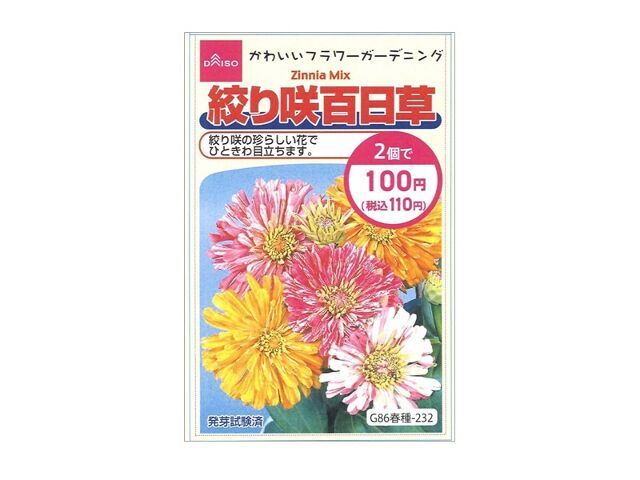 DAISO
かわいいフラワーガーデニング
Zinnia Mix
絞り咲百日草
絞り咲の珍らしい花で
ひときわ目立ちます。
2個で
100円
(税込110円)
発芽試験済
G86春種-232